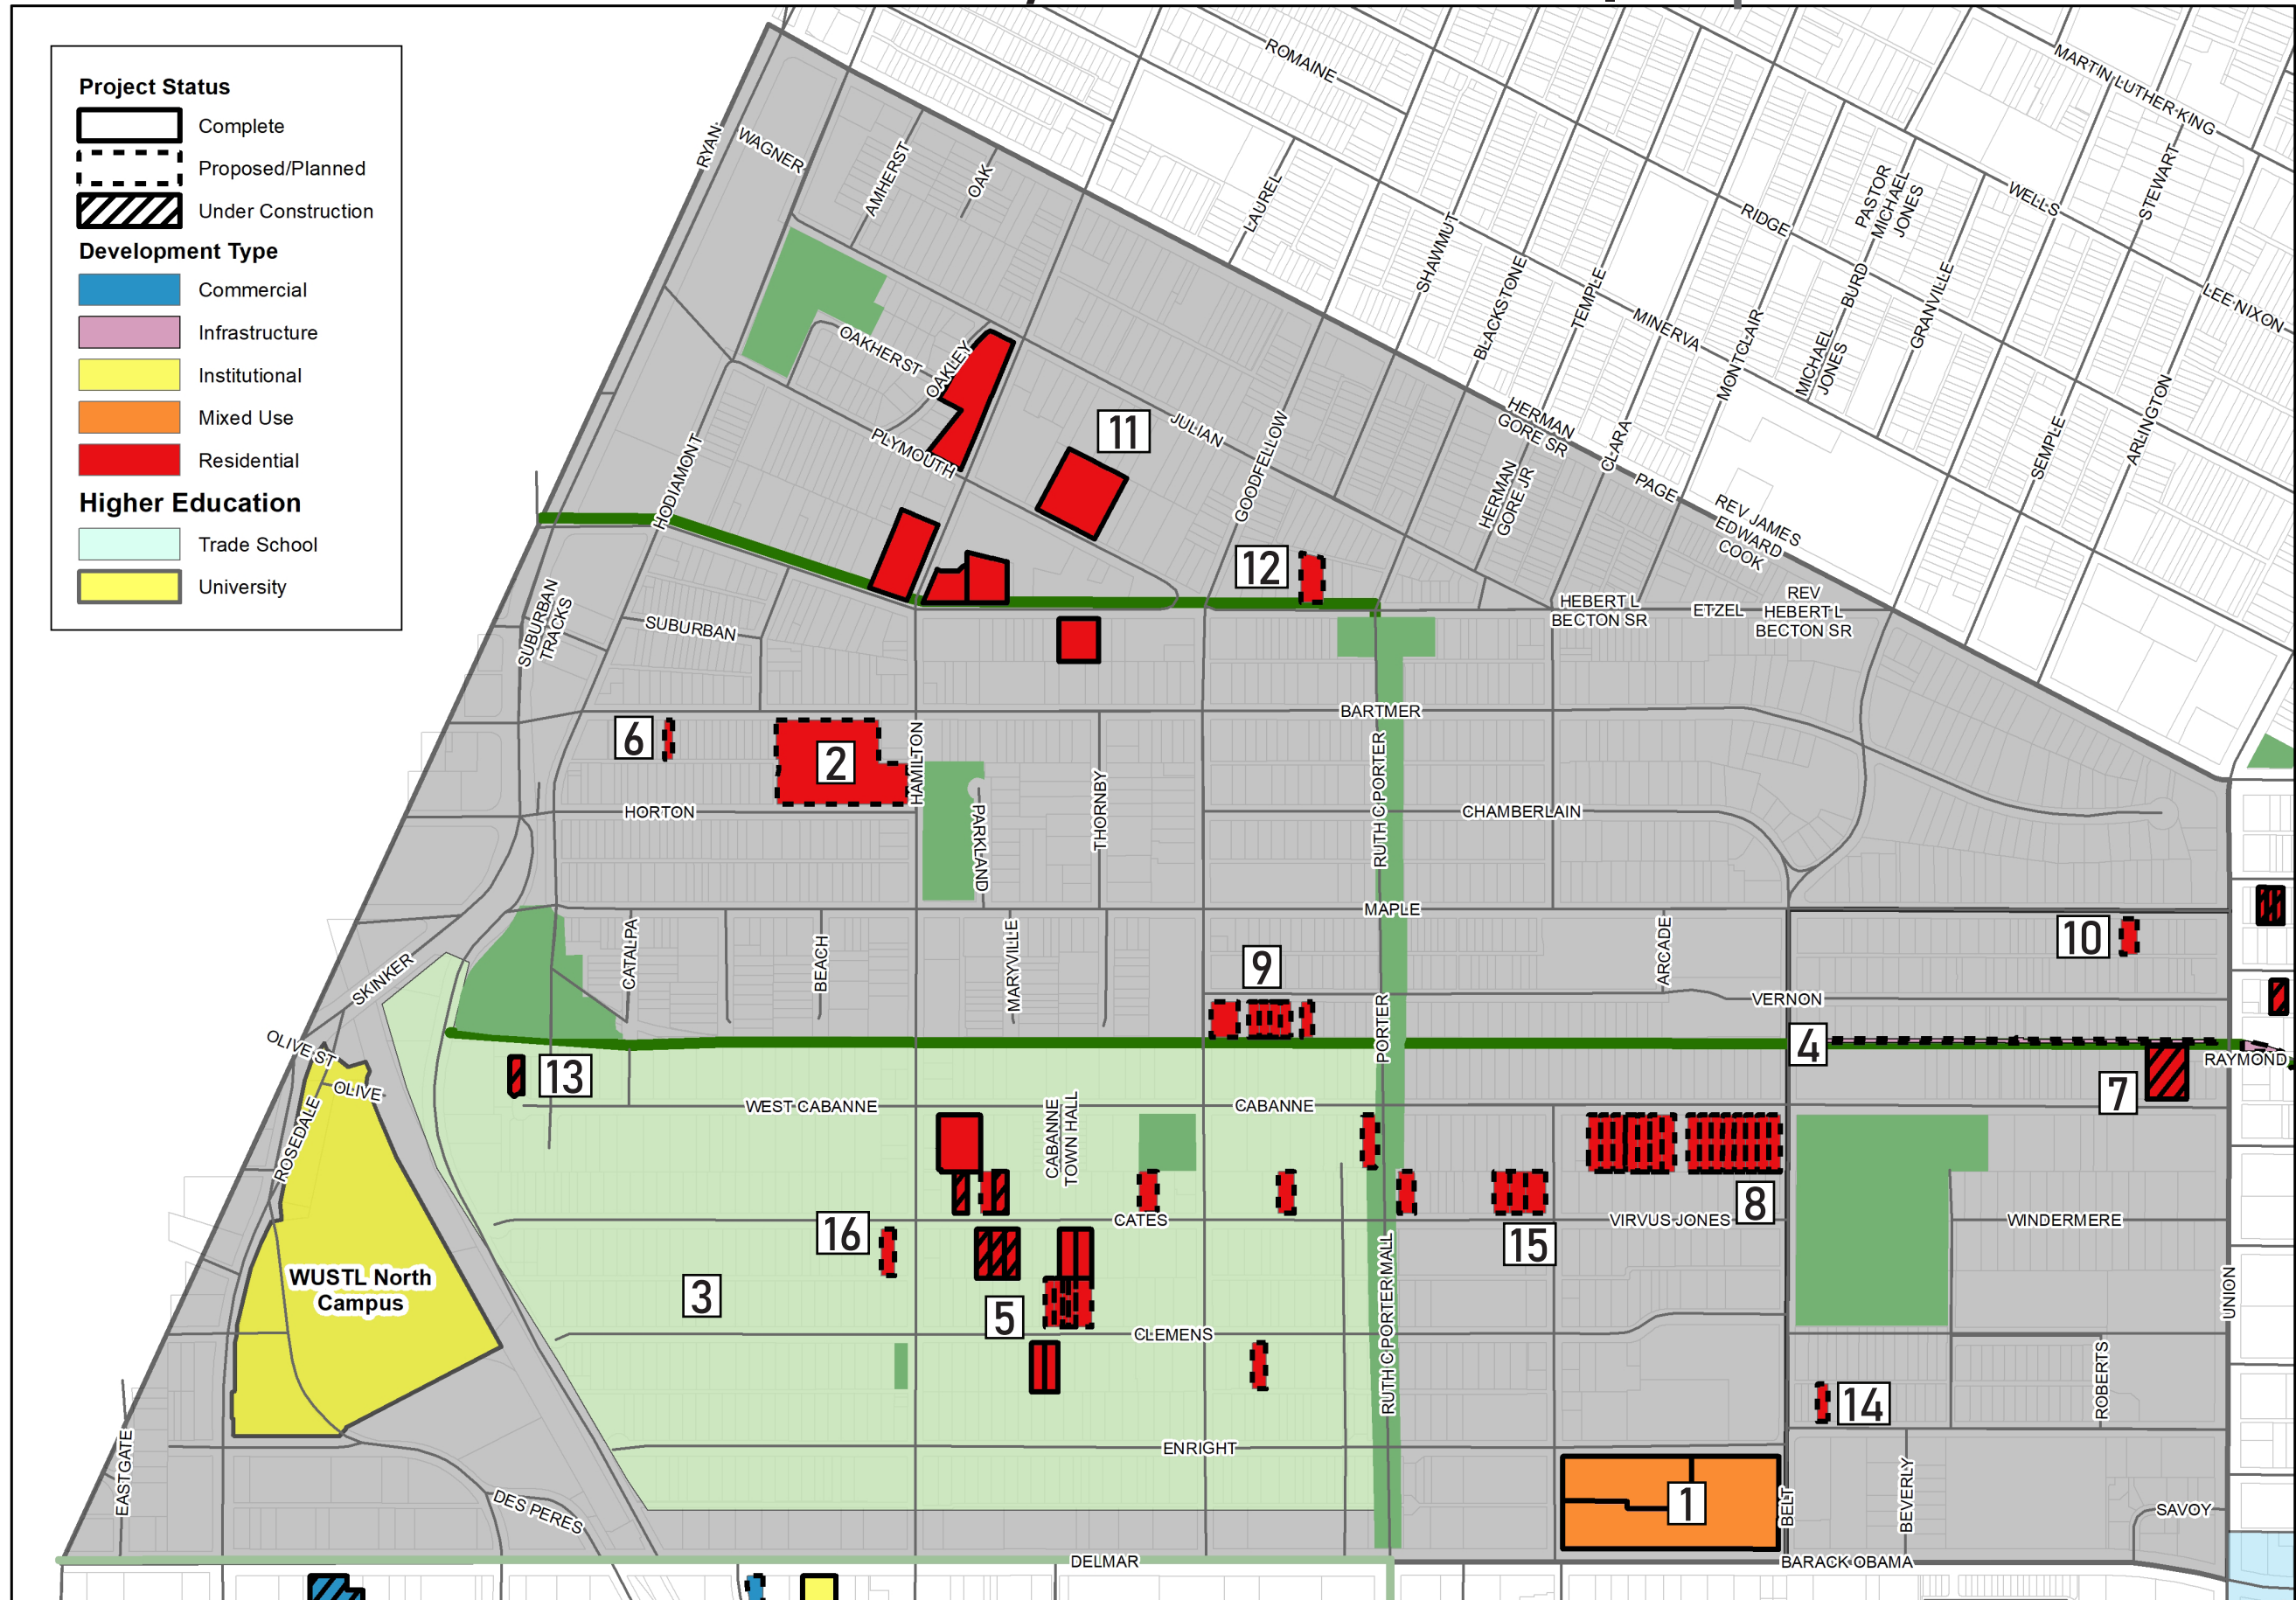 Project Status
Complete
Proposed/Planned
Under Construction
Development Type
Commercial
Infrastructure
Institutional
Mixed Use
Residential
Higher Education
Trade School
University
ROMAINE
MARTIN LUTHER KING
RYAN
WAGNER
AMHERST
OAK
LAUREL
SHAWMUT
BLACKSTONE
TEMPLE
RIDGE
PASTOR
MICHAEL
JONES
WELLS
STEWART
LEE NIXON
MINERVA
MONTCLAIR
MICHAEL
JONES
BURD
GRANVILLE
SEMPLE
ARLINGTON
OAKHERST
OAKLEY
PLYMOUTH
11
JULIAN
GOODFELLOW
HERMAN
GORE SR
HERMAN
GORE JR
CLARA
PAGE
REV JAMES
EDWARD
COOK
HODIAMONT
12
SUBURBAN
TRACKS
SUBURBAN
HEBERT L
BECTON SR
ETZEL
REV
HEBERT L
BECTON SR
BARTMER
6
2
HAMILTON
HORTON
PARKLAND
THORNBY
RUTH C PORTER
CHAMBERLAIN
MAPLE
CATALPA
BEACH
MARYVILLE
9
ARCADE
10
SKINKER
VERNON
PORTER
4
RAYMOND
OLIVE ST
OLIVE
ROSEDALE
13
7
WEST CABANNE
CABANNE
TOWN HALL
CABANNE
8
16
CATES
VIRVUS JONES
15
WINDERMERE
WUSTL North
Campus
3
5
CLEMENS
RUTH C PORTER MALL
UNION
14
ROBERTS
ENRIGHT
EASTGATE
DES PERES
1
BELT
BEVERLY
SAVOY
DELMAR
BARACK OBAMA